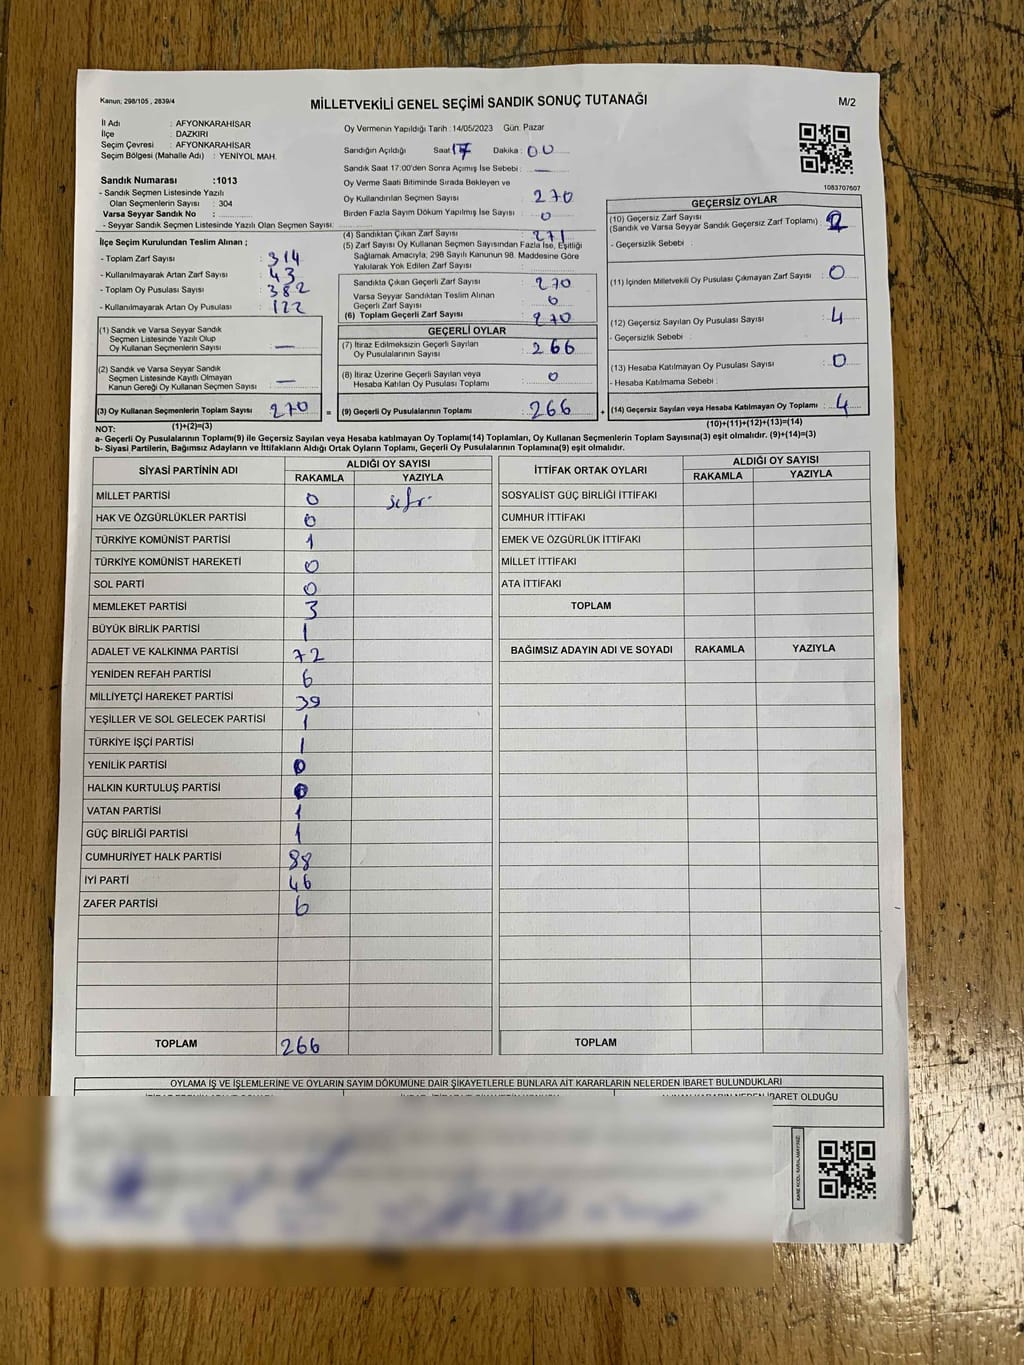 Kanun: 298/105 , 2839/4
MİLLETVEKİLİ GENEL SEÇİMİ SANDIK SONUÇ TUTANAĞI
M/2
İl Adı : AFYONKARAHİSAR
İlçe : DAZKIRI
Seçim Çevresi : AFYONKARAHİSAR
Seçim Bölgesi (Mahalle Adı) : YENİYOL MAH.
Sandık Numarası :1013
- Sandık Seçmen Listesinde Yazılı
Olan Seçmenlerin Sayısı : 304
Varsa Seyyar Sandık No :
- Seyyar Sandık Seçmen Listesinde Yazılı Olan Seçmen Sayısı:
İlçe Seçim Kurulundan Teslim Alınan ;
- Toplam Zarf Sayısı : 314
- Kullanılmayarak Artan Zarf Sayısı : 43
- Toplam Oy Pusulası Sayısı : 382
- Kullanılmayarak Artan Oy Pusulası : 122
(1) Sandık ve Varsa Seyyar Sandık
Seçmen Listesinde Yazılı Olup
Oy Kullanan Seçmenlerin Sayısı : —
(2) Sandık ve Varsa Seyyar Sandık
Seçmen Listesinde Kayıtlı Olmayan
Kanun Gereği Oy Kullanan Seçmen Sayısı : —
(3) Oy Kullanan Seçmenlerin Toplam Sayısı : 270 =
Oy Vermenin Yapıldığı Tarih : 14/05/2023 Gün: Pazar
Sandığın Açıldığı Saat: 17 Dakika : 00
Sandık Saat 17:00'den Sonra Açımış İse Sebebi : —
Oy Verme Saati Bitiminde Sırada Bekleyen ve
Oy Kullandırılan Seçmen Sayısı : 270
Birden Fazla Sayım Döküm Yapılmış İse Sayısı : 0
(4) Sandıktan Çıkan Zarf Sayısı : 271
(5) Zarf Sayısı Oy Kullanan Seçmen Sayısından Fazla İse, Eşitliği
Sağlamak Amacıyla, 298 Sayılı Kanunun 98. Maddesine Göre
Yakılarak Yok Edilen Zarf Sayısı :
Sandıkta Çıkan Geçerli Zarf Sayısı : 270
Varsa Seyyar Sandıktan Teslim Alınan
Geçerli Zarf Sayısı : 0
(6) Toplam Geçerli Zarf Sayısı : 270
GEÇERLİ OYLAR
(7) İtiraz Edilmeksizin Geçerli Sayılan
Oy Pusulalarının Sayısı : 266
(8) İtiraz Üzerine Geçerli Sayılan veya
Hesaba Katılan Oy Pusulası Toplamı : 0
(9) Geçerli Oy Pusulalarının Toplamı : 266 +
1083707607
GEÇERSİZ OYLAR
(10) Geçersiz Zarf Sayısı
(Sandık ve Varsa Seyyar Sandık Geçersiz Zarf Toplamı) :
- Geçersizlik Sebebi :
(11) İçinden Milletvekili Oy Pusulası Çıkmayan Zarf Sayısı : 0
(12) Geçersiz Sayılan Oy Pusulası Sayısı : 4
- Geçersizlik Sebebi :
(13) Hesaba Katılmayan Oy Pusulası Sayısı : 0
- Hesaba Katılmama Sebebi :
(14) Geçersiz Sayılan veya Hesaba Katılmayan Oy Toplamı : 4
NOT: (1)+(2)=(3) (10)+(11)+(12)+(13)=(14)
a- Geçerli Oy Pusulalarının Toplamı(9) ile Geçersiz Sayılan veya Hesaba katılmayan Oy Toplamı(14) Toplamları, Oy Kullanan Seçmenlerin Toplam Sayısına(3) eşit olmalıdır. (9)+(14)=(3)
b- Siyasi Partilerin, Bağımsız Adayların ve İttifakların Aldığı Ortak Oyların Toplamı, Geçerli Oy Pusulalarının Toplamına(9) eşit olmalıdır.
SİYASİ PARTİNİN ADI ALDIĞI OY SAYISI
RAKAMLA YAZIYLA
MİLLET PARTİSİ 0 sıfır
HAK VE ÖZGÜRLÜKLER PARTİSİ 0
TÜRKİYE KOMÜNİST PARTİSİ 1
TÜRKİYE KOMÜNİST HAREKETİ 0
SOL PARTİ 0
MEMLEKET PARTİSİ 3
BÜYÜK BİRLİK PARTİSİ 1
ADALET VE KALKINMA PARTİSİ 72
YENİDEN REFAH PARTİSİ 6
MİLLİYETÇİ HAREKET PARTİSİ 39
YEŞİLLER VE SOL GELECEK PARTİSİ 1
TÜRKİYE İŞÇİ PARTİSİ 1
YENİLİK PARTİSİ 0
HALKIN KURTULUŞ PARTİSİ 0
VATAN PARTİSİ 1
GÜÇ BİRLİĞİ PARTİSİ 1
CUMHURİYET HALK PARTİSİ 88
İYİ PARTİ 46
ZAFER PARTİSİ 6
TOPLAM 266
İTTİFAK ORTAK OYLARI ALDIĞI OY SAYISI
RAKAMLA YAZIYLA
SOSYALİST GÜÇ BİRLİĞİ İTTİFAKI
CUMHUR İTTİFAKI
EMEK VE ÖZGÜRLÜK İTTİFAKI
MİLLET İTTİFAKI
ATA İTTİFAKI
TOPLAM
BAĞIMSIZ ADAYIN ADI VE SOYADI RAKAMLA YAZIYLA
TOPLAM
OYLAMA İŞ VE İŞLEMLERİNE VE OYLARIN SAYIM DÖKÜMÜNE DAİR ŞİKAYETLERLE BUNLARA AİT KARARLARIN NELERDEN İBARET BULUNDUKLARI
İBARET OLDUĞU